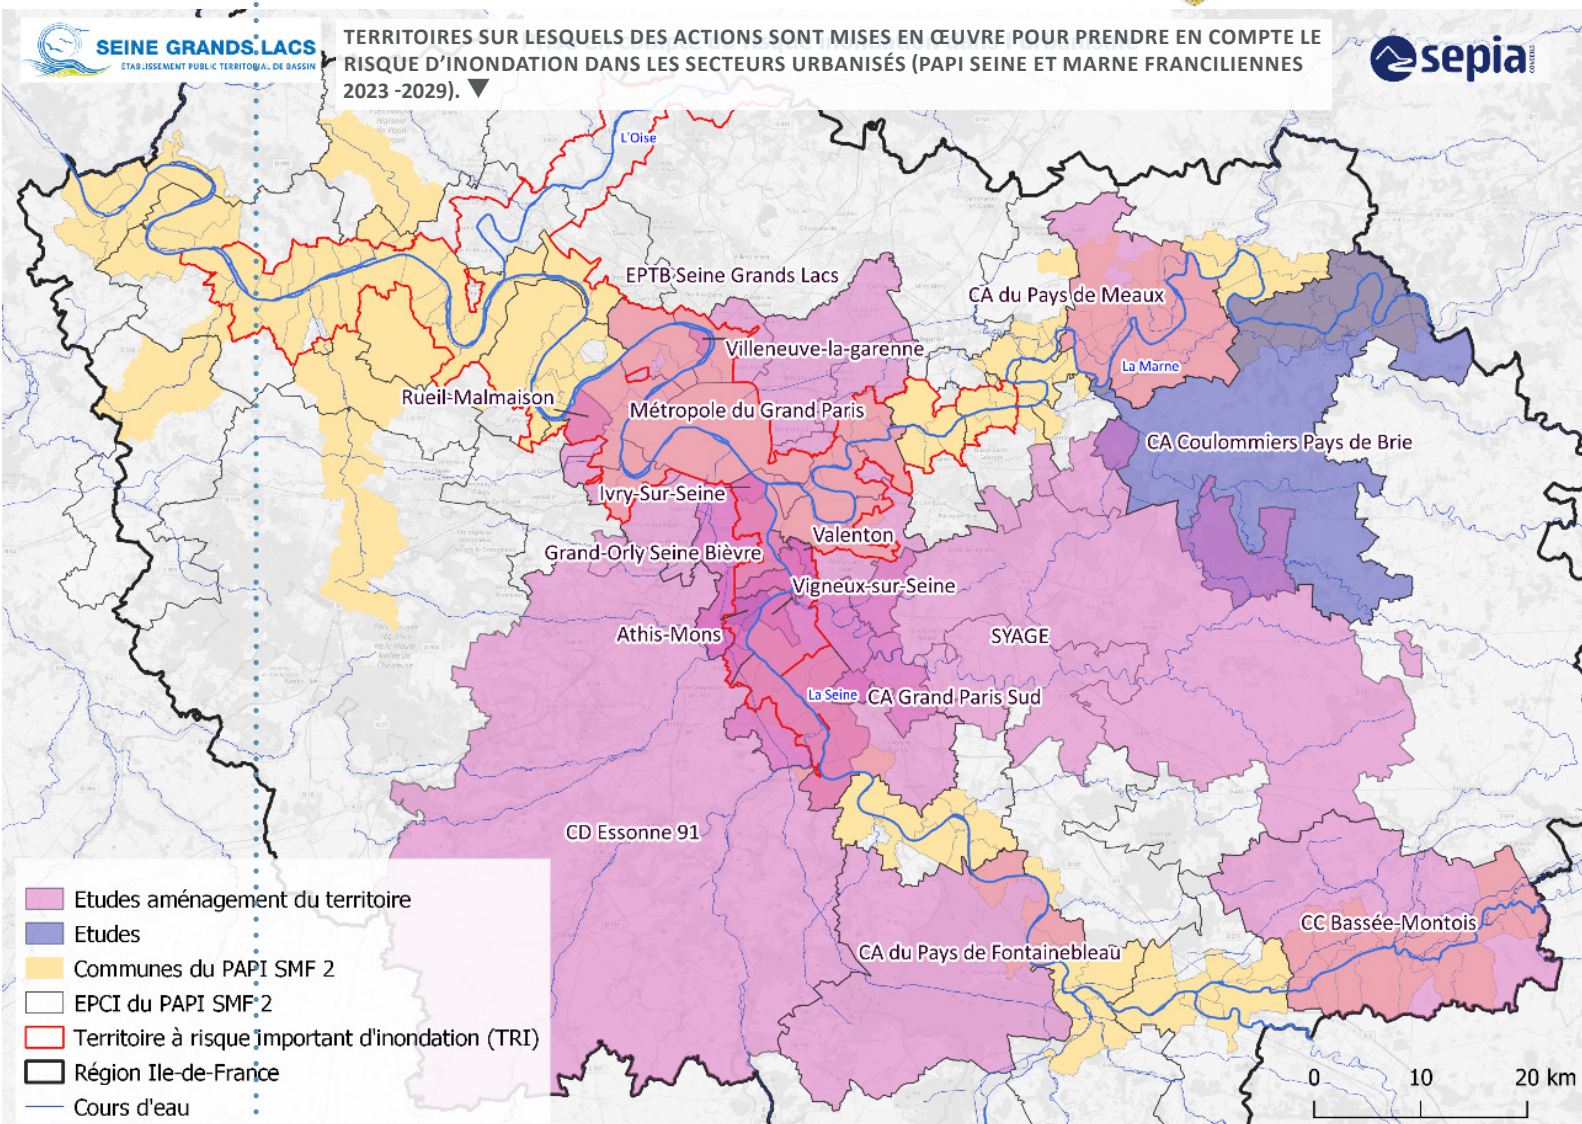 SEINE GRANDS LACS
ÉTABLISSEMENT PUBLIC TERRITORIAL DE BASSIN
TERRITOIRES SUR LESQUELS DES ACTIONS SONT MISES EN ŒUVRE POUR PRENDRE EN COMPTE LE
RISQUE D'INONDATION DANS LES SECTEURS URBANISÉS (PAPI SEINE ET MARNE FRANCILIENNES
2023 -2029). ▼
sepia
CONSEILS
L'Oise
EPTB Seine Grands Lacs
CA du Pays de Meaux
Villeneuve-la-garenne
La Marne
Rueil-Malmaison
Métropole du Grand Paris
CA Coulommiers Pays de Brie
Ivry-Sur-Seine
Valenton
Grand-Orly Seine Bièvre
Vigneux-sur-Seine
Athis-Mons
SYAGE
La Seine
CA Grand Paris Sud
CD Essonne 91
CC Bassée-Montois
CA du Pays de Fontainebleau
Etudes aménagement du territoire
Etudes
Communes du PAPI SMF 2
EPCI du PAPI SMF 2
Territoire à risque important d'inondation (TRI)
Région Ile-de-France
Cours d'eau
0 10 20 km